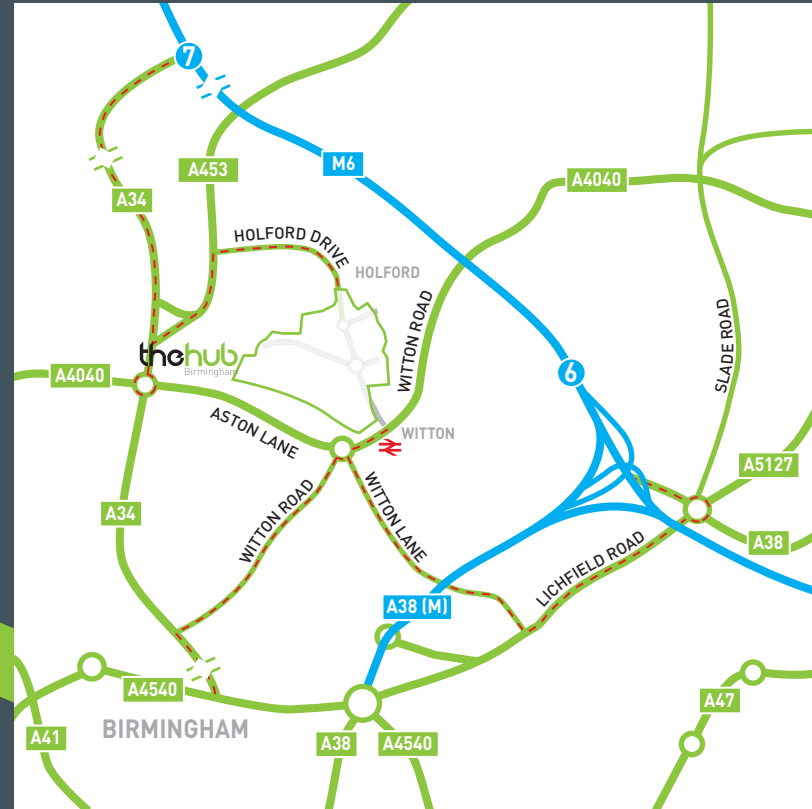 7
M6
A453
A34
A4040
HOLFORD DRIVE
HOLFORD
WITTON ROAD
SLADE ROAD
thehub
Birmingham
A4040
6
ASTON LANE
WITTON
A5127
WITTON ROAD
WITTON LANE
A34
A38
LICHFIELD ROAD
A38 (M)
A4540
BIRMINGHAM
A47
A41
A38
A4540